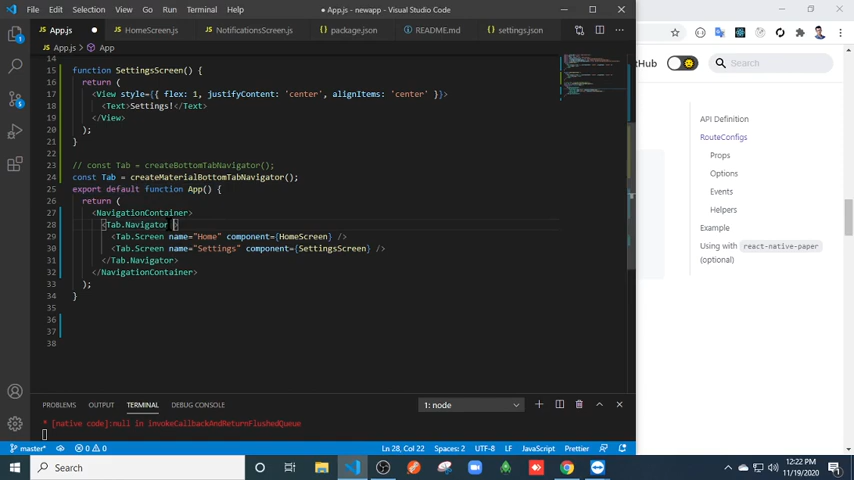 File Edit Selection View Go Run Terminal ● App.js - newapp - Visual Studio Code
App.js HomeScreen.js NotificationsScreen.js package.json README.md settings.json
App.js > App
14
15 function SettingsScreen() {
16 return (
17 <View style={{ flex: 1, justifyContent: 'center', alignItems: 'center' }}>
18 <Text>Settings!</Text>
19 </View>
20 );
21 }
22
23 // const Tab = createBottomTabNavigator();
24 const Tab = createMaterialBottomTabNavigator();
25 export default function App() {
26 return (
27 <NavigationContainer>
28 <Tab.Navigator >
29 <Tab.Screen name="Home" component={HomeScreen} />
30 <Tab.Screen name="Settings" component={SettingsScreen} />
31 </Tab.Navigator>
32 </NavigationContainer>
33 );
34 }
35
36
37
38
PROBLEMS OUTPUT TERMINAL DEBUG CONSOLE 1: node
* [native code]:null in invokeCallbackAndReturnFlushedQueue
master* 0 0 Ln 28, Col 22 Spaces: 2 UTF-8 LF JavaScript Prettier
Hub Search
API Definition
RouteConfigs
Props
Options
Events
Helpers
Example
Using with react-native-paper
(optional)
Search
12:22 PM
11/19/2020